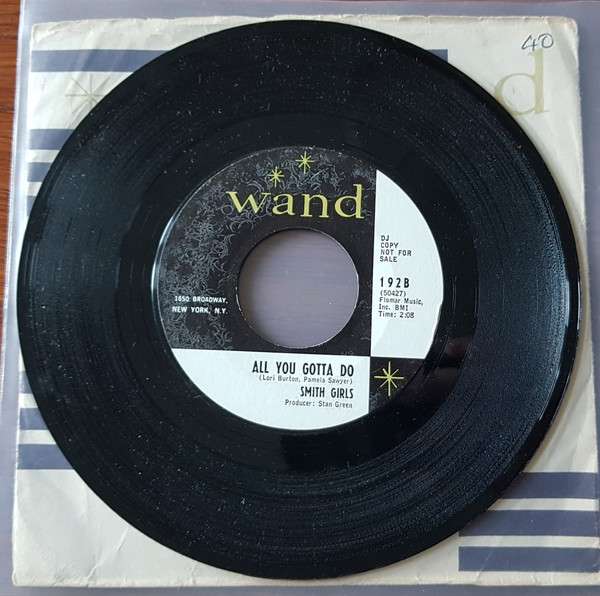 40
d
wand
DJ
COPY
NOT FOR
SALE
192B
(50427)
Flomar Music,
Inc. BMI
Time: 2:08
1650 BROADWAY,
NEW YORK, N.Y.
ALL YOU GOTTA DO
(Lori Burton, Pamela Sawyer)
SMITH GIRLS
Producer: Stan Green